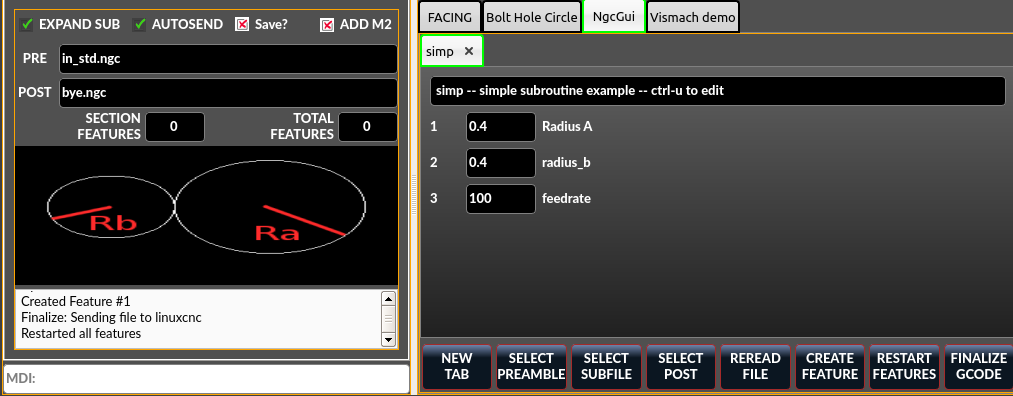 EXPAND SUB AUTOSEND Save? ADD M2
PRE in_std.ngc
POST bye.ngc
SECTION FEATURES 0 TOTAL FEATURES 0
Rb Ra
Created Feature #1
Finalize: Sending file to linuxcnc
Restarted all features
MDI:
FACING Bolt Hole Circle NgcGui Vismach demo
simp ×
simp -- simple subroutine example -- ctrl-u to edit
1 0.4 Radius A
2 0.4 radius_b
3 100 feedrate
NEW TAB SELECT PREAMBLE SELECT SUBFILE SELECT POST REREAD FILE CREATE FEATURE RESTART FEATURES FINALIZE GCODE